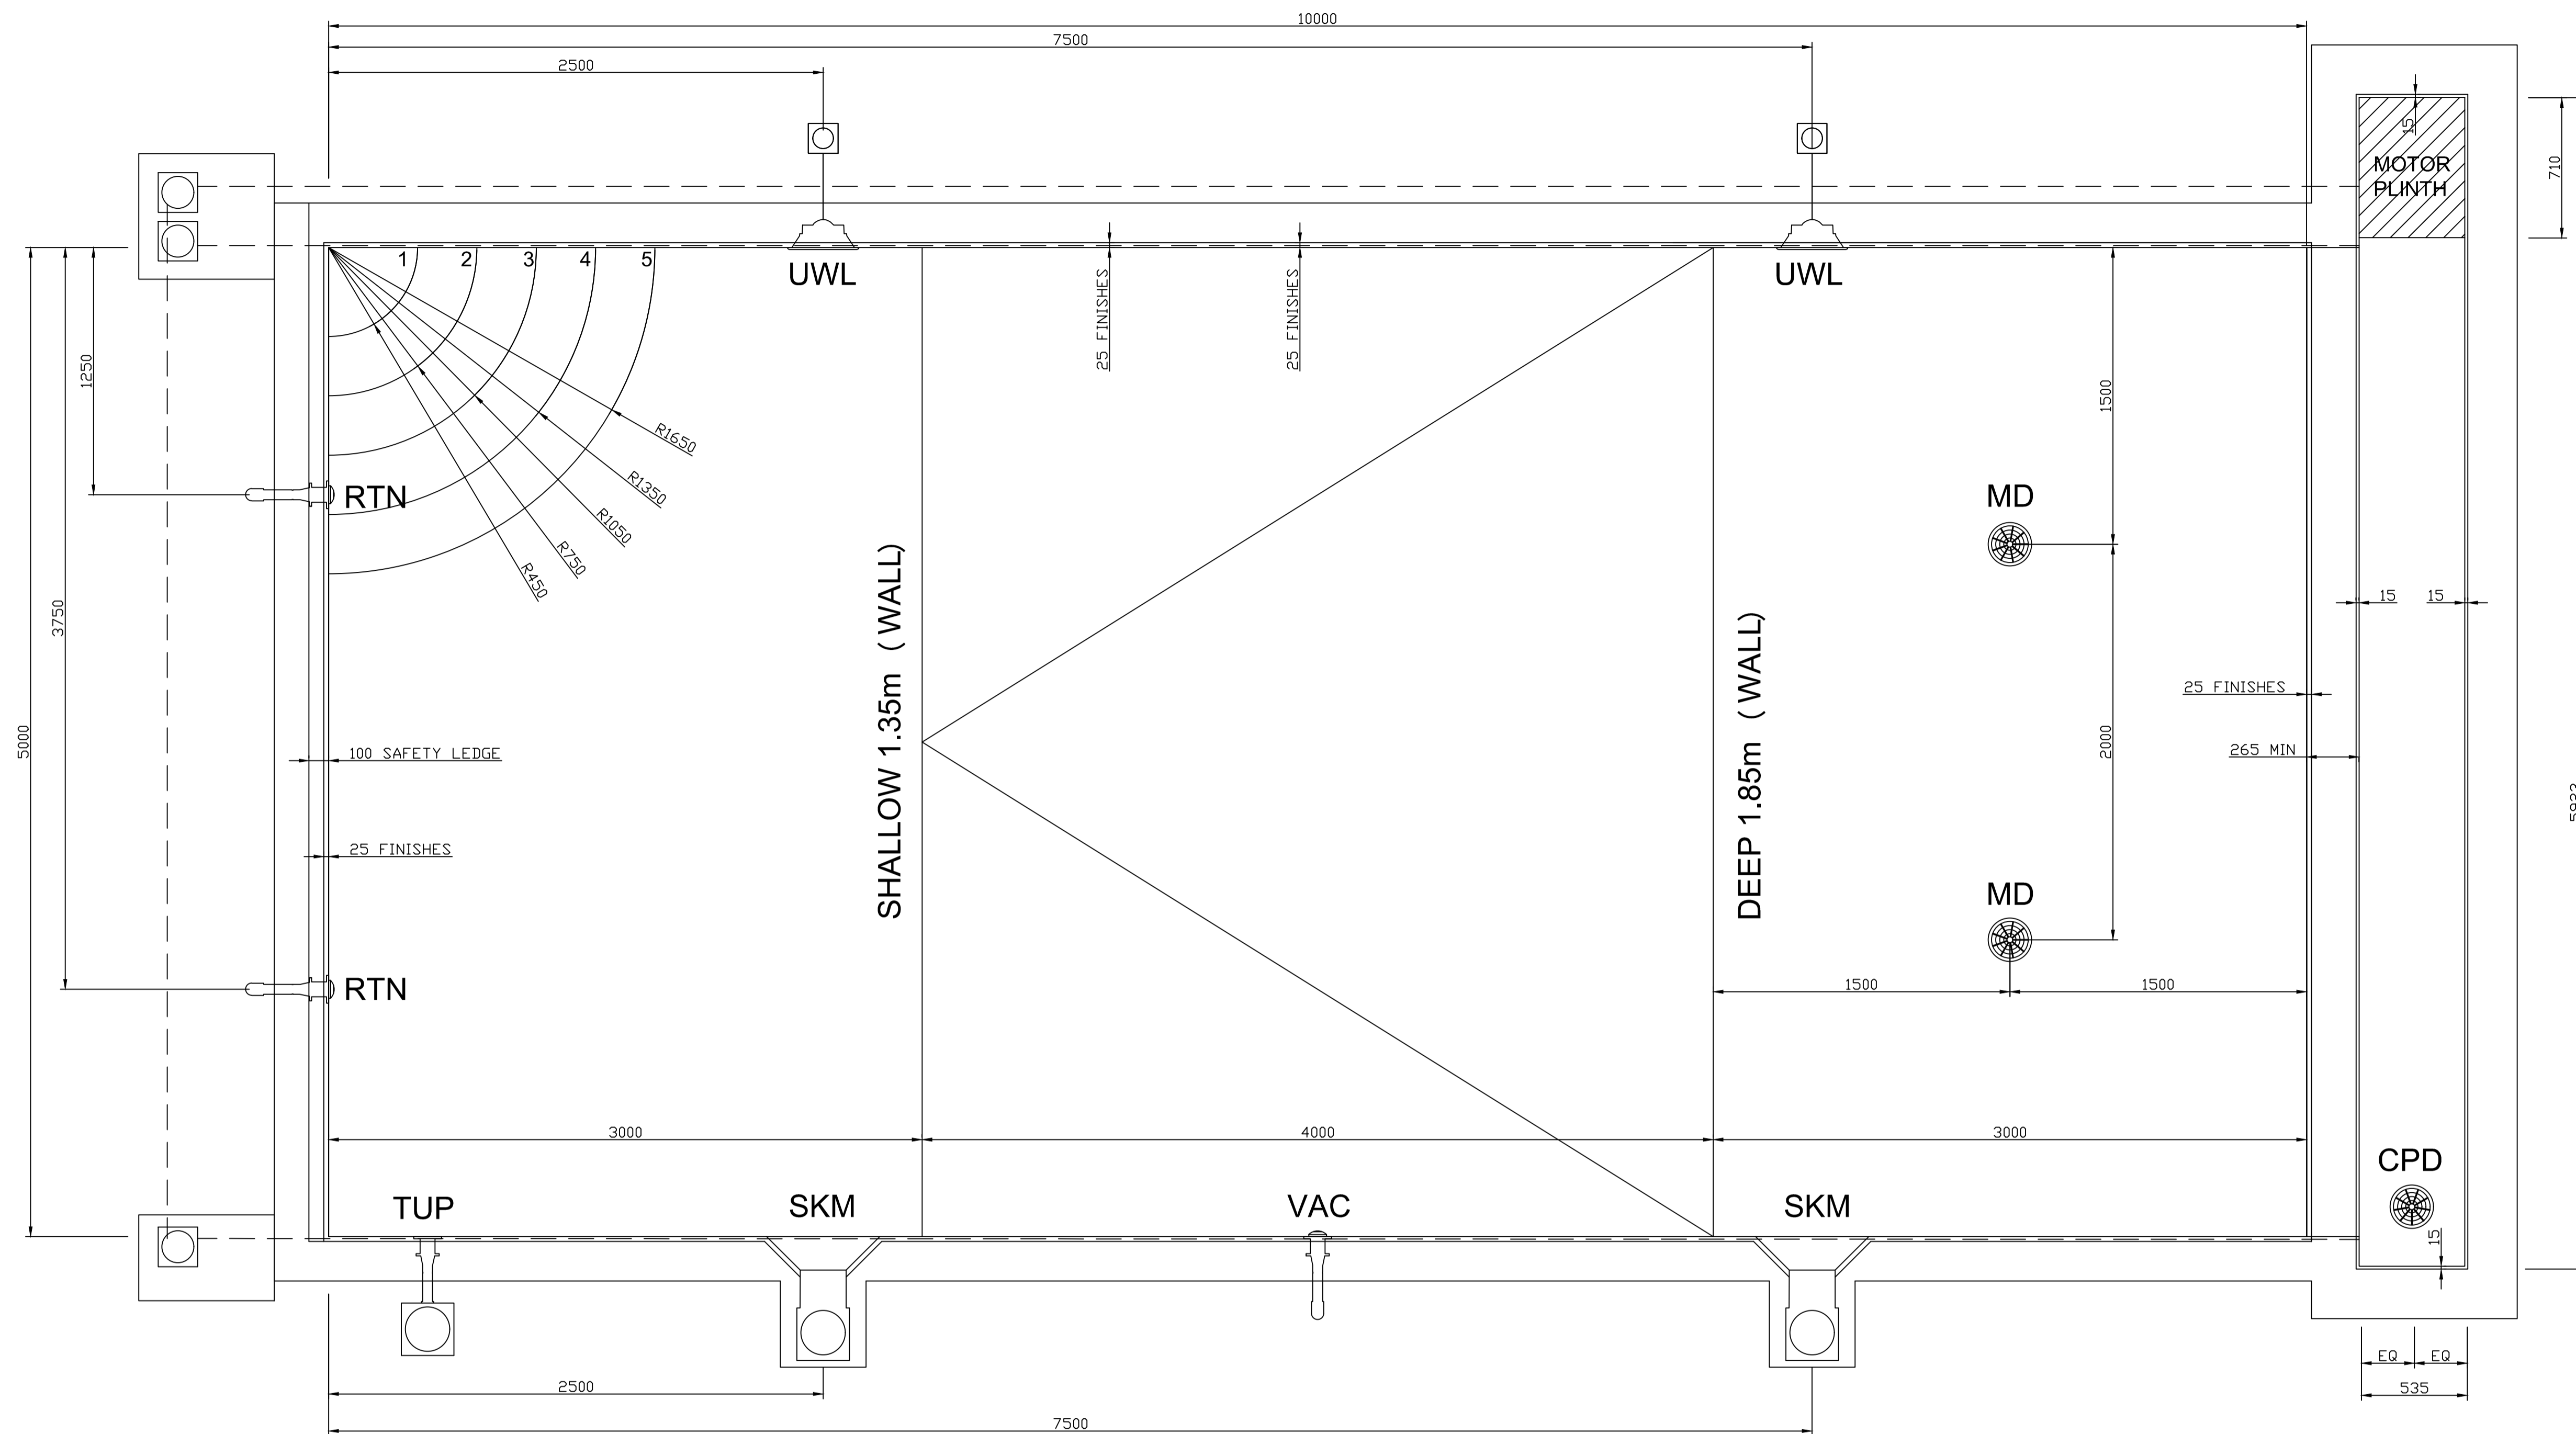 10000
7500
2500
15
MOTOR
PLINTH
710
1
2
3
4
5
UWL
UWL
25 FINISHES
25 FINISHES
1250
1500
R1650
R1350
R1050
R750
R450
RTN
MD
3750
5000
SHALLOW 1.35m ( WALL)
DEEP 1.85m ( WALL)
15
15
25 FINISHES
2000
265 MIN
100 SAFETY LEDGE
25 FINISHES
MD
RTN
1500
1500
3000
4000
3000
CPD
TUP
SKM
VAC
SKM
15
EQ
EQ
535
2500
7500